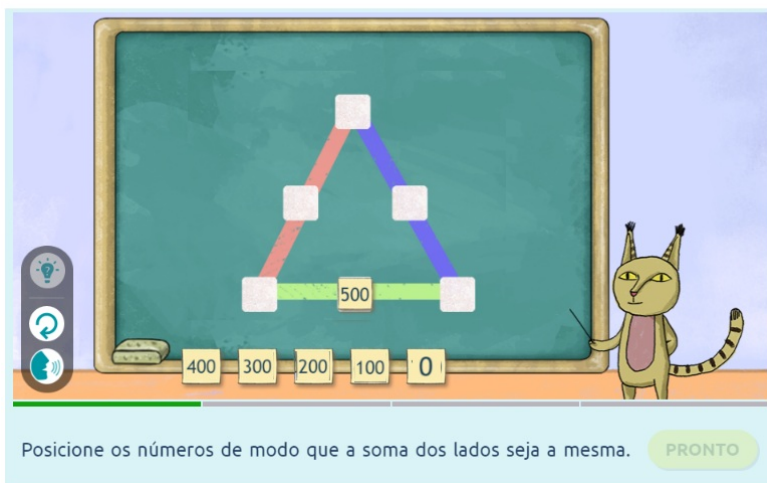 500
400 300 200 100 0
Posicione os números de modo que a soma dos lados seja a mesma. PRONTO